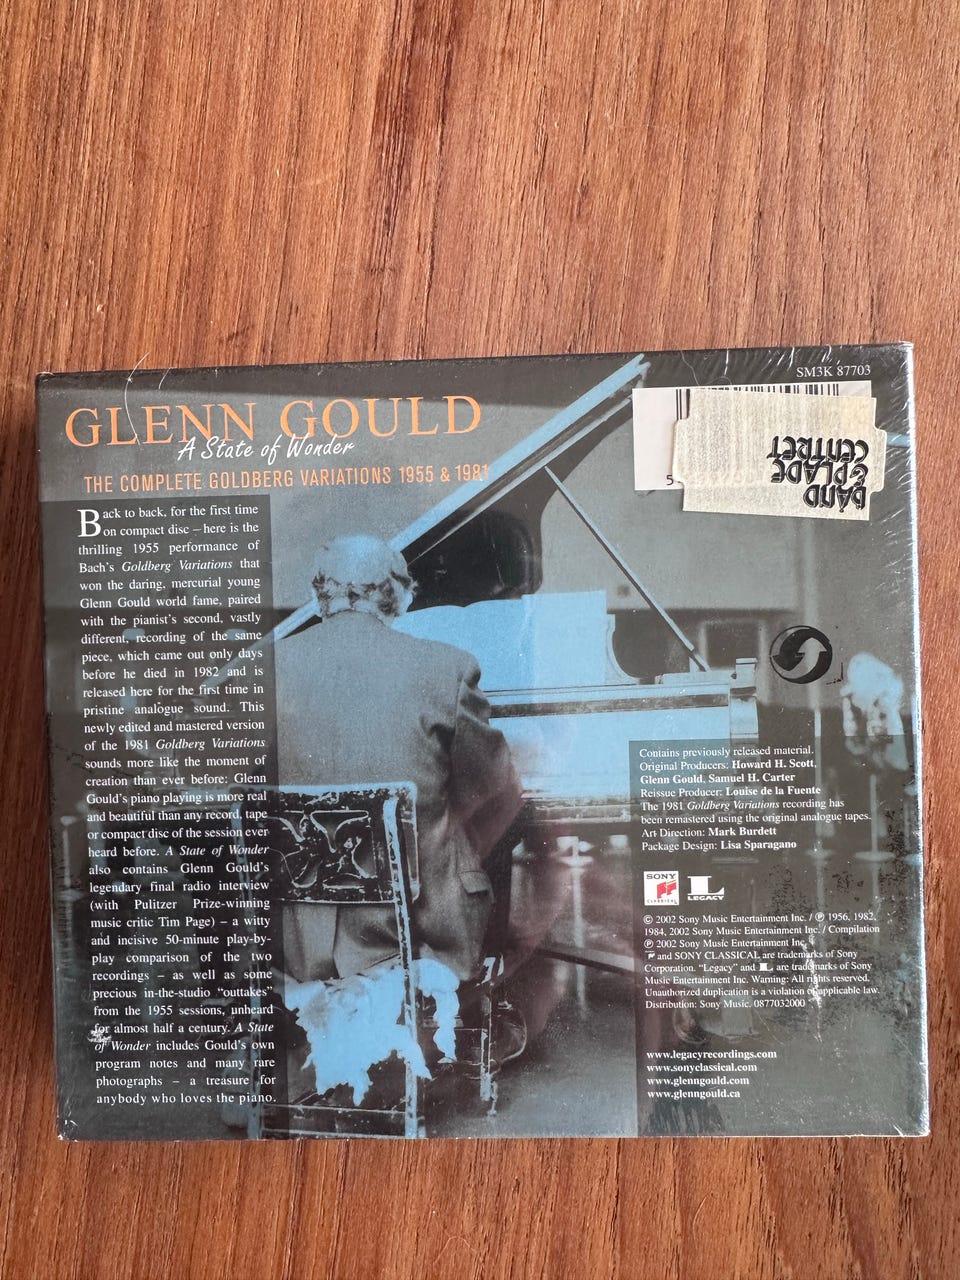 SM3K 87703
GLENN GOULD
A State of Wonder
THE COMPLETE GOLDBERG VARIATIONS 1955 & 1981
5
BÅND
& PLADE
CENTRET
Back to back, for the first time
on compact disc – here is the
thrilling 1955 performance of
Bach's Goldberg Variations that
won the daring, mercurial young
Glenn Gould world fame, paired
with the pianist's second, vastly
different, recording of the same
piece, which came out only days
before he died in 1982 and is
released here for the first time in
pristine analogue sound. This
newly edited and mastered version
of the 1981 Goldberg Variations
sounds more like the moment of
creation than ever before: Glenn
Gould's piano playing is more real
and beautiful than any record, tape
or compact disc of the session ever
heard before. A State of Wonder
also contains Glenn Gould's
legendary final radio interview
(with Pulitzer Prize-winning
music critic Tim Page) – a witty
and incisive 50-minute play-by-
play comparison of the two
recordings – as well as some
precious in-the-studio “outtakes”
from the 1955 sessions, unheard
for almost half a century. A State
of Wonder includes Gould's own
program notes and many rare
photographs – a treasure for
anybody who loves the piano.
Contains previously released material.
Original Producers: Howard H. Scott,
Glenn Gould, Samuel H. Carter
Reissue Producer: Louise de la Fuente
The 1981 Goldberg Variations recording has
been remastered using the original analogue tapes.
Art Direction: Mark Burdett
Package Design: Lisa Sparagano
SONY
CLASSICAL
L
LEGACY
© 2002 Sony Music Entertainment Inc. / ℗ 1956, 1982,
1984, 2002 Sony Music Entertainment Inc. / Compilation
℗ 2002 Sony Music Entertainment Inc.
and SONY CLASSICAL are trademarks of Sony
Corporation. “Legacy” and L are trademarks of Sony
Music Entertainment Inc. Warning: All rights reserved.
Unauthorized duplication is a violation of applicable law.
Distribution: Sony Music. 0877032000
www.legacyrecordings.com
www.sonyclassical.com
www.glenngould.com
www.glenngould.ca